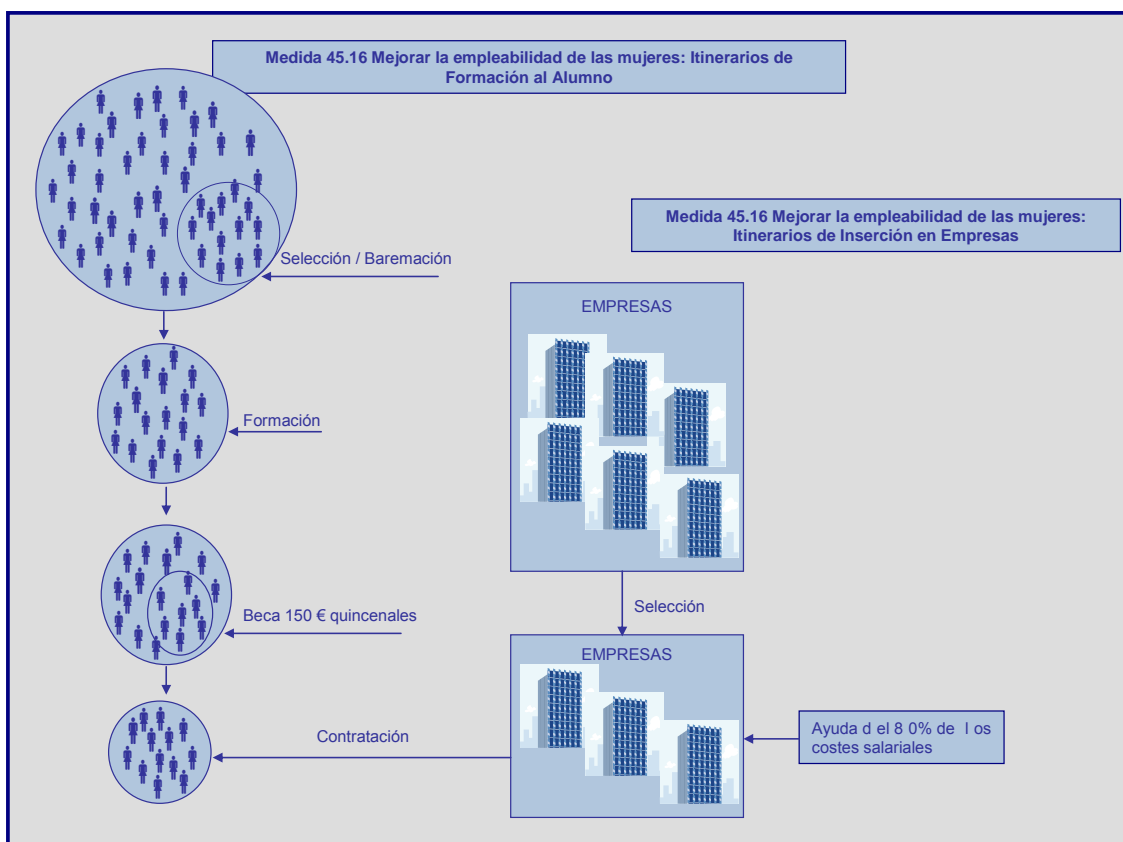 Medida 45.16 Mejorar la empleabilidad de las mujeres: Itinerarios de
Formación al Alumno
Medida 45.16 Mejorar la empleabilidad de las mujeres:
Itinerarios de Inserción en Empresas
Selección / Baremación
EMPRESAS
Formación
Beca 150 € quincenales
Selección
EMPRESAS
Contratación
Ayuda d el 8 0% de l os
costes salariales